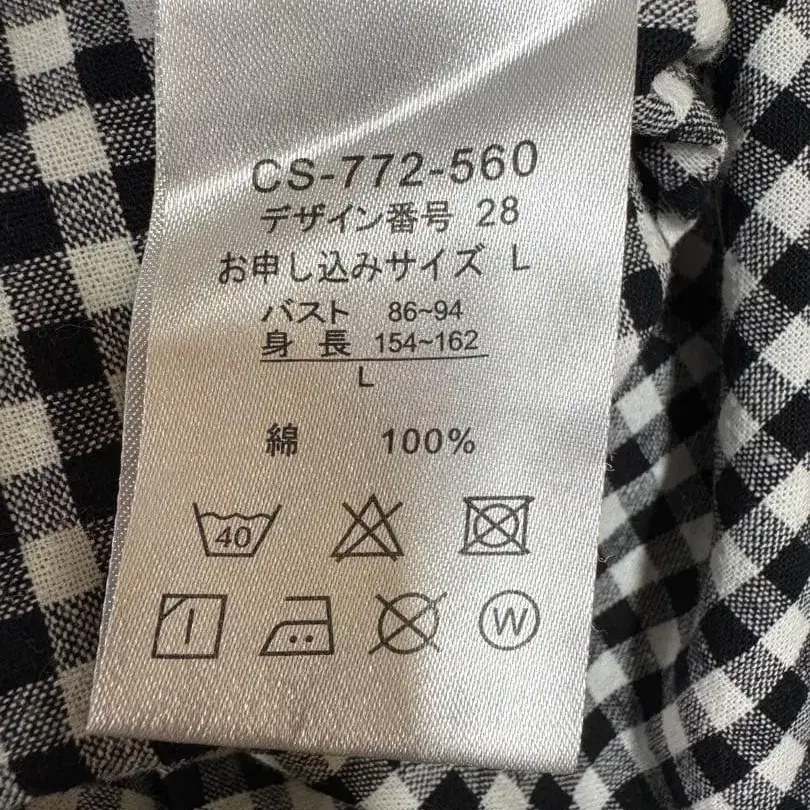 CS-772-560
デザイン番号 28
お申し込みサイズ L
バスト 86~94
身 長 154~162
L
綿 100%
40
W